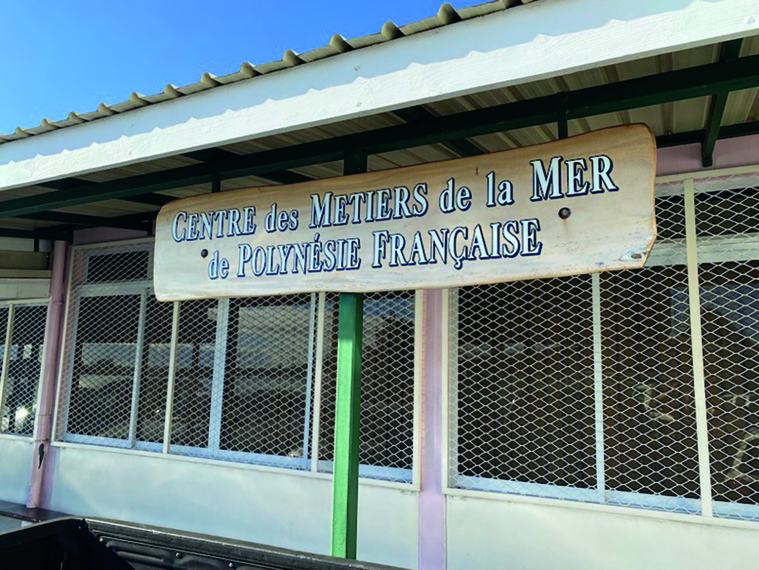 CENTRE des METIERS de la MER
de POLYNÉSIE FRANÇAISE